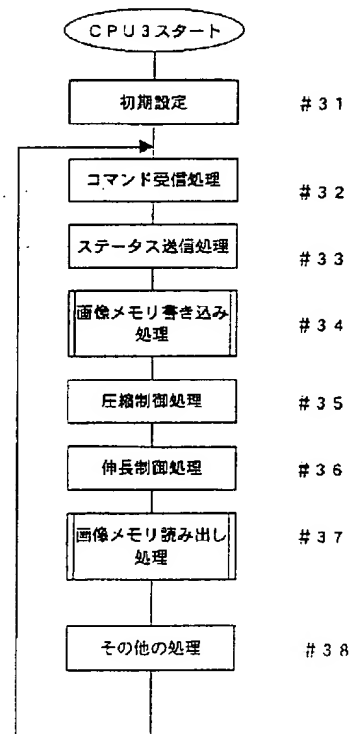 CPU3スタート
初期設定 #31
コマンド受信処理 #32
ステータス送信処理 #33
画像メモリ書き込み
処理 #34
圧縮制御処理 #35
伸長制御処理 #36
画像メモリ読み出し
処理 #37
その他の処理 #38